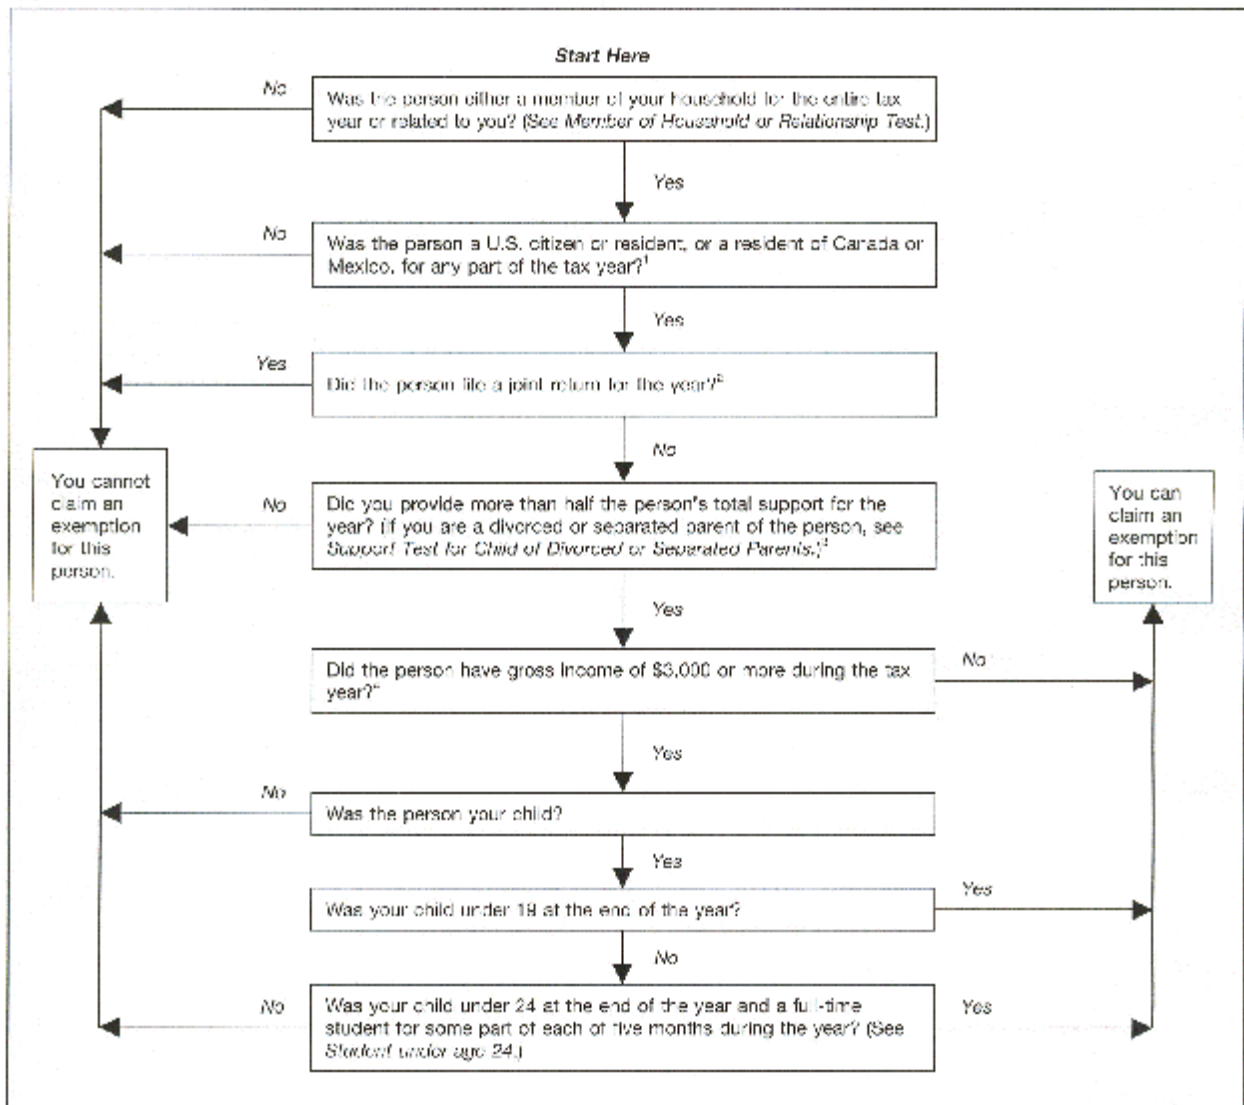 Start Here
No
Was the person either a member of your household for the entire tax
year or related to you? (See Member of Household or Relationship Test.)
Yes
No
Was the person a U.S. citizen or resident, or a resident of Canada or
Mexico, for any part of the tax year?1
Yes
Yes
Did the person file a joint return for the year?2
No
You cannot
claim an
exemption
for this
person.
No
Did you provide more than half the person's total support for the
year? (If you are a divorced or separated parent of the person, see
Support Test for Child of Divorced or Separated Parents.)3
You can
claim an
exemption
for this
person.
Yes
Did the person have gross income of $3,000 or more during the tax
year?4
No
Yes
No
Was the person your child?
Yes
Was your child under 19 at the end of the year?
Yes
No
No
Was your child under 24 at the end of the year and a full-time
student for some part of each of five months during the year? (See
Student under age 24.)
Yes